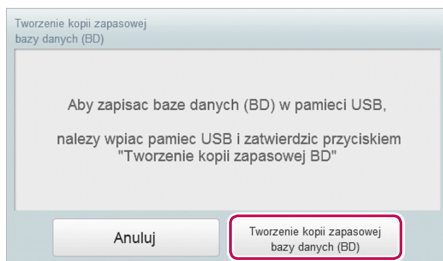 Tworzenie kopii zapasowej
bazy danych (BD)
Aby zapisac baze danych (BD) w pamieci USB,
nalezy wpiac pamiec USB i zatwierdzic przyciskiem
"Tworzenie kopii zapasowej BD"
Anuluj
Tworzenie kopii zapasowej
bazy danych (BD)